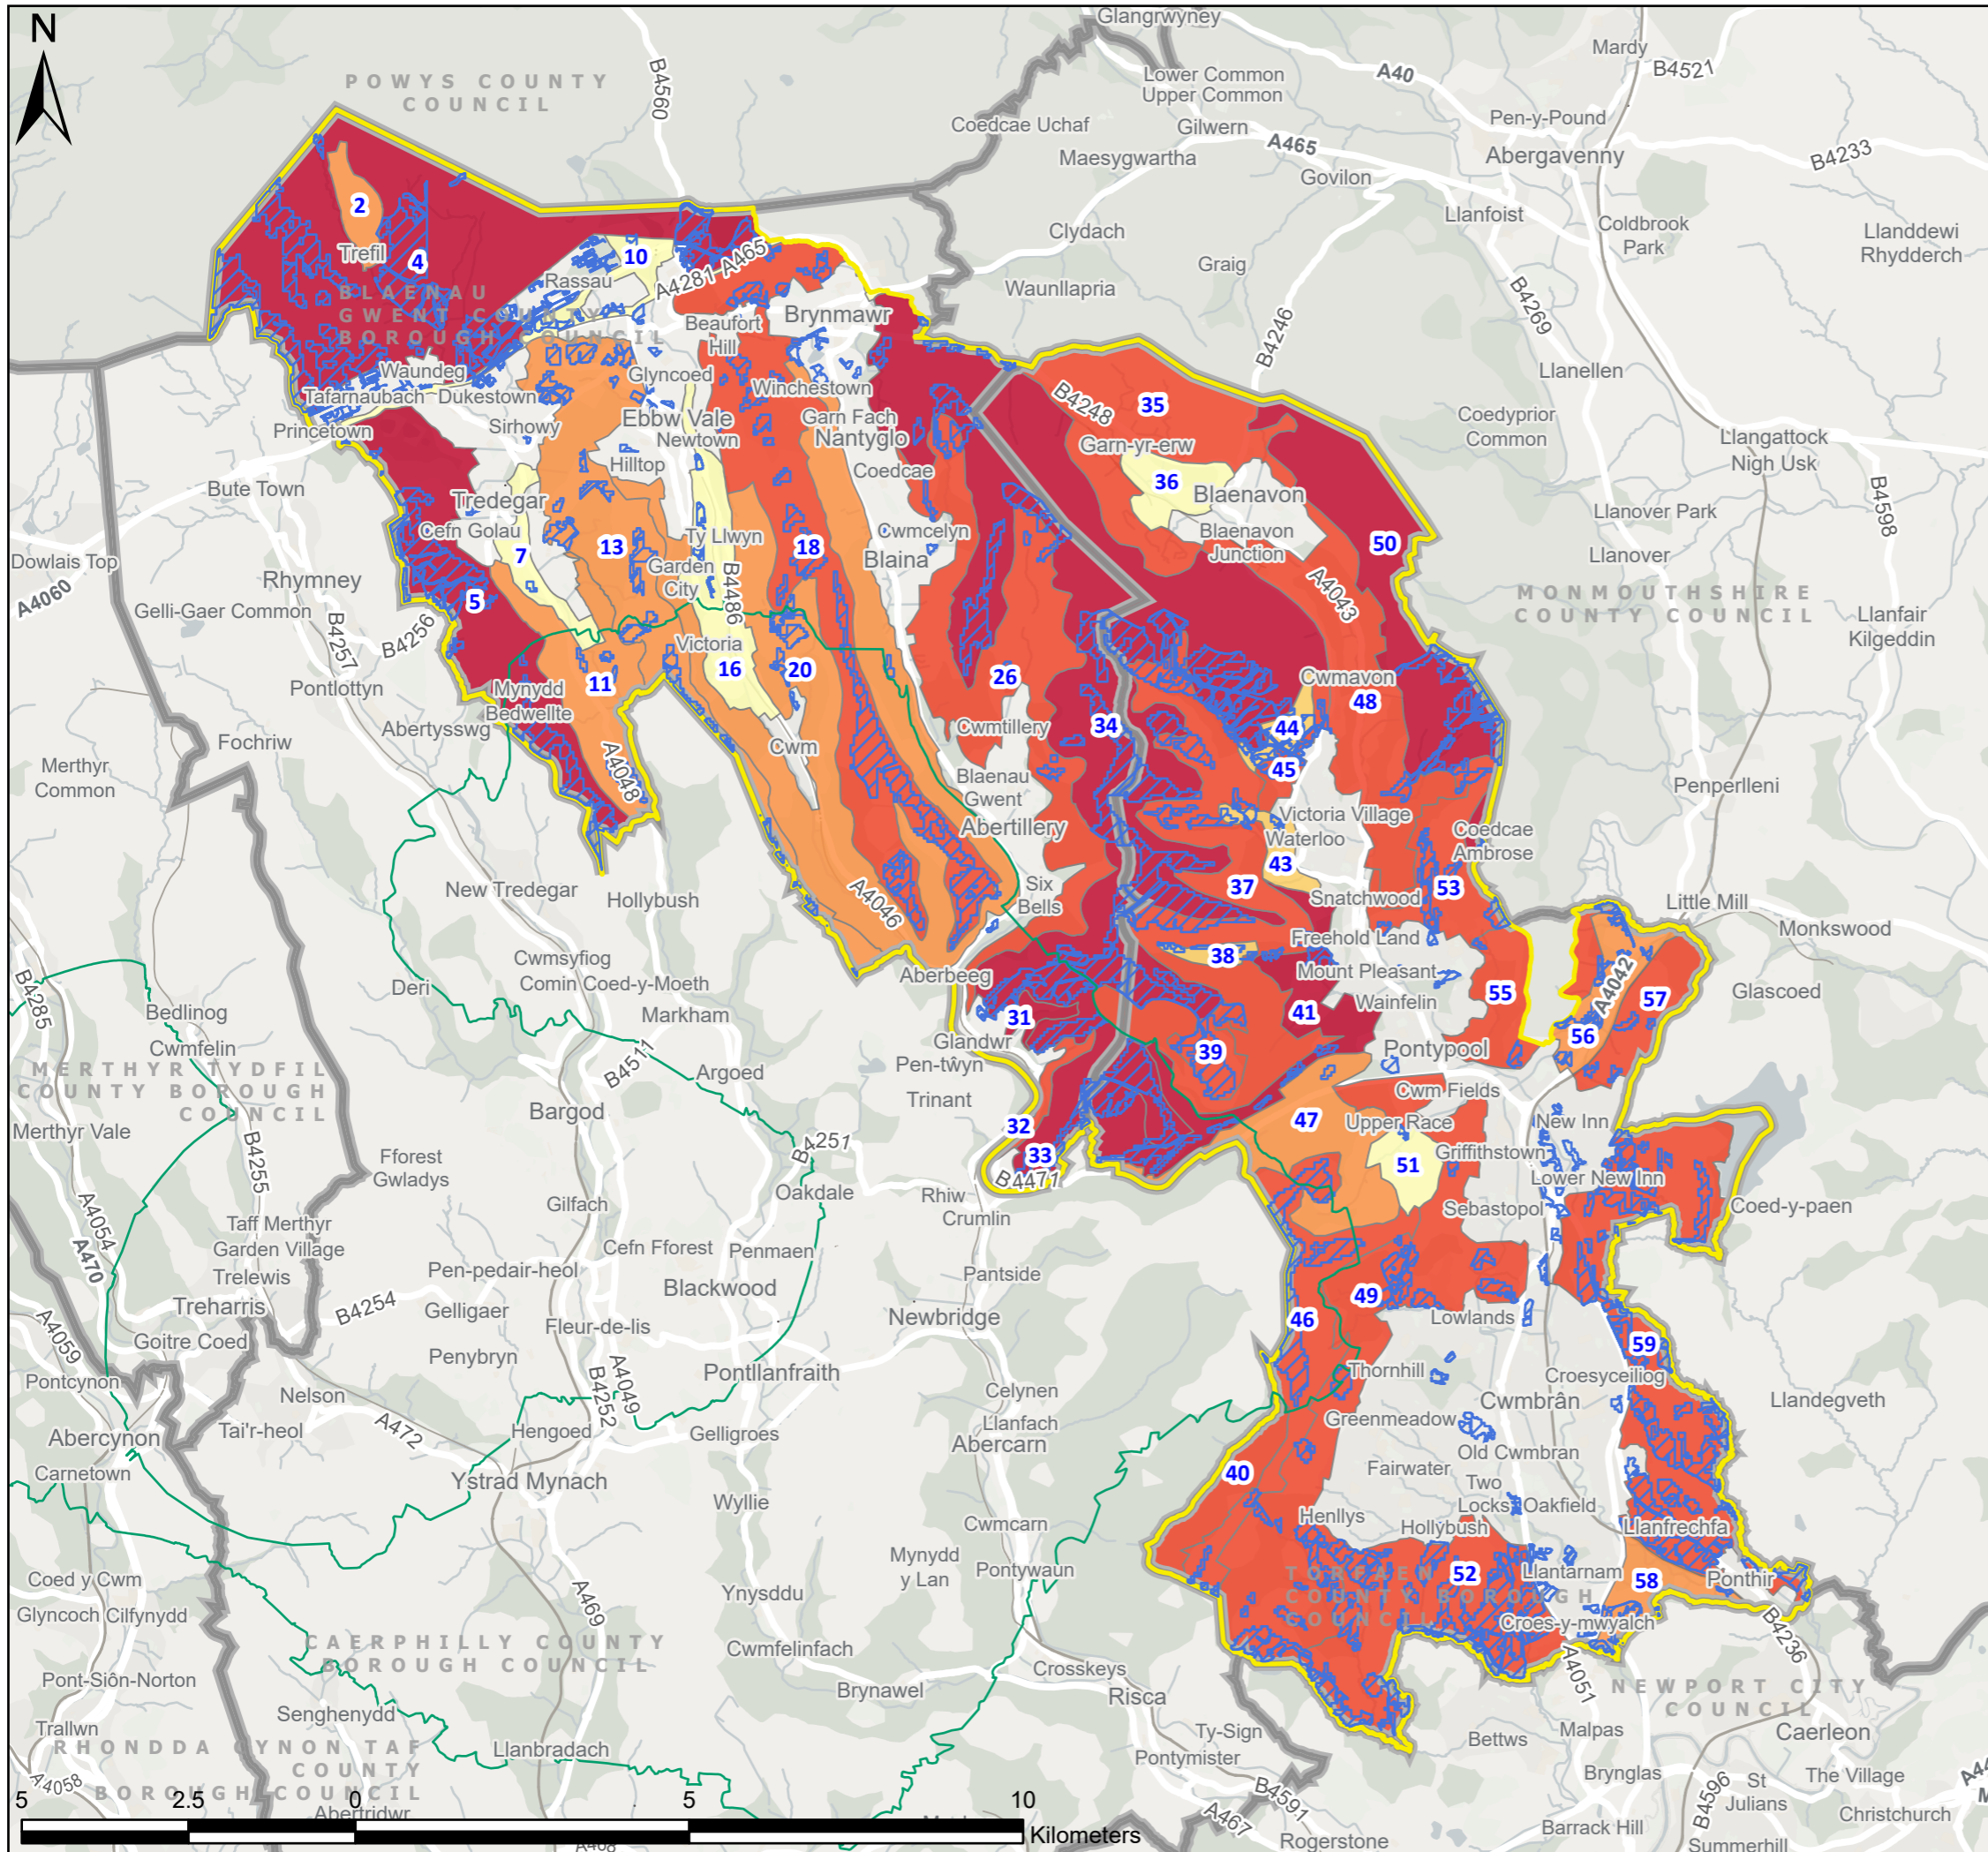 Glangrwyney
N
Mardy
B4521
POWYS COUNTY
COUNCIL
B4560
A40
Lower Common
Upper Common
Pen-y-Pound
Coedcae Uchaf
Gilwern
A465
Abergavenny
B4233
Maesygwartha
Govilon
Llanfoist
2
Coldbrook
Park
Llanddewi
Rhydderch
Clydach
Trefil
4
10
A465
Graig
Rassau
A4281
BLAENAU
GWENT COUNTY
BOROUGH COUNCIL
Waunllapria
B4269
Beaufort
Hill
Brynmawr
B4246
Waundeg
Glyncoed
Llanellen
Tafarnaubach
Dukestown
Winchestown
B4248
35
Princetown
Sirhowy
Ebbw Vale
Newtown
Garn Fach
Nantyglo
Garn-yr-erw
Coedyprior
Common
Llangattock
Nigh Usk
Bute Town
Hilltop
Coedcae
36
Blaenavon
Tredegar
B4598
Cefn Golau
Ty Llwyn
Cwmcelyn
Blaenavon
Junction
Llanover Park
Dowlais Top
7
13
18
Blaina
50
Llanover
Rhymney
Garden
City
B4486
A4060
Gelli-Gaer Common
5
A4043
MONMOUTHSHIRE
COUNTY COUNCIL
Llanfair
Kilgeddin
B4257
B4256
Victoria
16
20
26
Cwmavon
Pontlottyn
Mynydd
Bedwellte
11
48
Abertysswg
Cwmtillery
34
44
Fochriw
Cwm
45
Merthyr
Common
A4048
Blaenau
Gwent
Penperlleni
Abertillery
Victoria Village
Waterloo
Coedcae
Ambrose
43
New Tredegar
Hollybush
A4046
Six
Bells
37
Snatchwood
53
Little Mill
Monkswood
Cwmsyfiog
Freehold Land
38
B4285
Deri
Comin Coed-y-Moeth
Aberbeeg
Mount Pleasant
A4042
Glascoed
Bedlinog
Markham
31
41
Wainfelin
55
57
Cwmfelin
Glandwr
39
Pontypool
56
MERTHYR TYDFIL
COUNTY BOROUGH
COUNCIL
B4511
Argoed
Pen-twŷn
Cwm Fields
Bargod
Trinant
Merthyr Vale
32
47
Upper Race
New Inn
B4255
B4251
33
51
Griffithstown
Fforest
Gwladys
B4471
Lower New Inn
Oakdale
Rhiw
A4054
Gilfach
Crumlin
Sebastopol
Coed-y-paen
Taff Merthyr
Garden Village
A470
Cefn Fforest
Penmaen
Trelewis
Pen-pedair-heol
Blackwood
Pantside
Treharris
B4254
Gelligaer
49
A4059
Goitre Coed
Fleur-de-lis
Newbridge
46
Lowlands
59
Penybryn
Pontcynon
Nelson
A4049
Pontllanfraith
Thornhill
Croesyceiliog
B4252
Celynen
Cwmbrân
Llandegveth
Abercynon
Tai'r-heol
A472
Hengoed
Gelligroes
Llanfach
Greenmeadow
Abercarn
Old Cwmbran
Carnetown
Ystrad Mynach
40
Fairwater
Two
Locks
Oakfield
Wyllie
Cwmcarn
Henllys
Hollybush
Llanfrechfa
Mynydd
y Lan
Pontywaun
TORFAEN
COUNTY BOROUGH
COUNCIL
52
Llantarnam
58
Ponthir
Coed y Cwm
Ynysddu
Glyncoch
Cilfynydd
A469
Croes-y-mwyalch
B4236
CAERPHILLY COUNTY
BOROUGH COUNCIL
Cwmfelinfach
A4051
Pont-Siôn-Norton
Crosskeys
Brynawel
Risca
NEWPORT CITY
COUNCIL
Senghenydd
Trallwn
Ty-Sign
Bettws
Malpas
Caerleon
RHONDDA CYNON TAF
COUNTY
BOROUGH COUNCIL
Llanbradach
Pontymister
A4058
Brynglas
St
Julians
The Village
B4591
B4596
Abertridwr
A467
Barrack Hill
Christchurch
5
2.5
0
5
10
Kilometers
Rogerstone
Summerhill